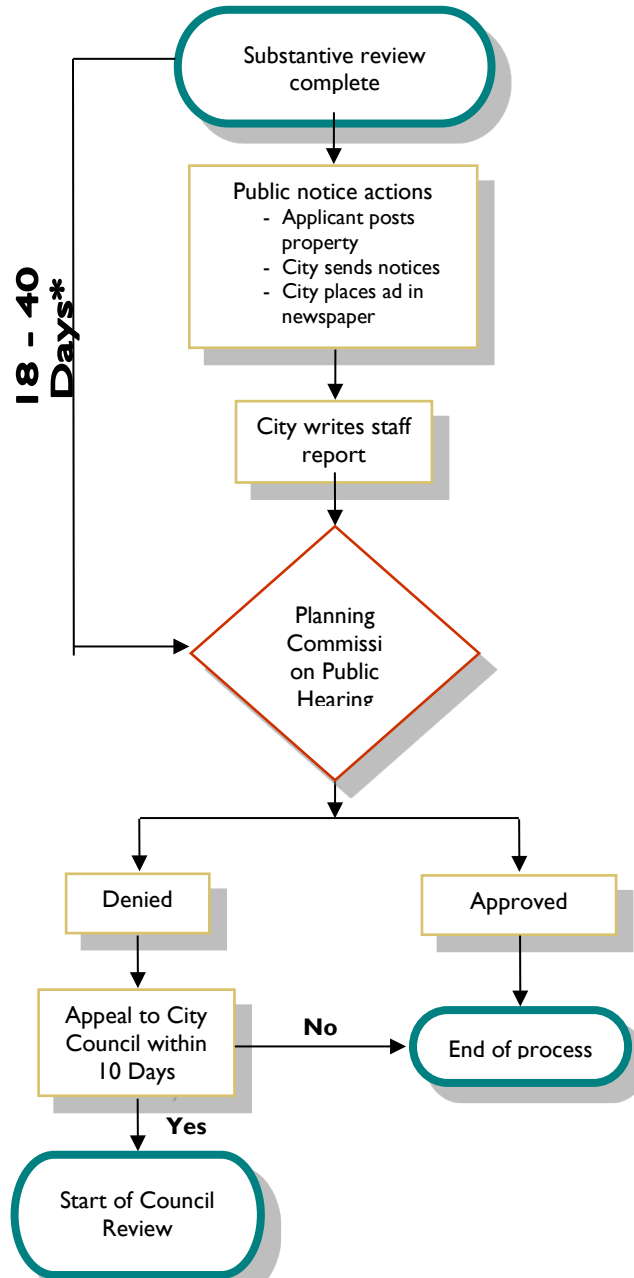 Substantive review
complete
Public notice actions
- Applicant posts
property
- City sends notices
- City places ad in
newspaper
18 - 40
Days*
City writes staff
report
Planning
Commissi
on Public
Hearing
Denied
Approved
Appeal to City
Council within
10 Days
No
End of process
Yes
Start of Council
Review